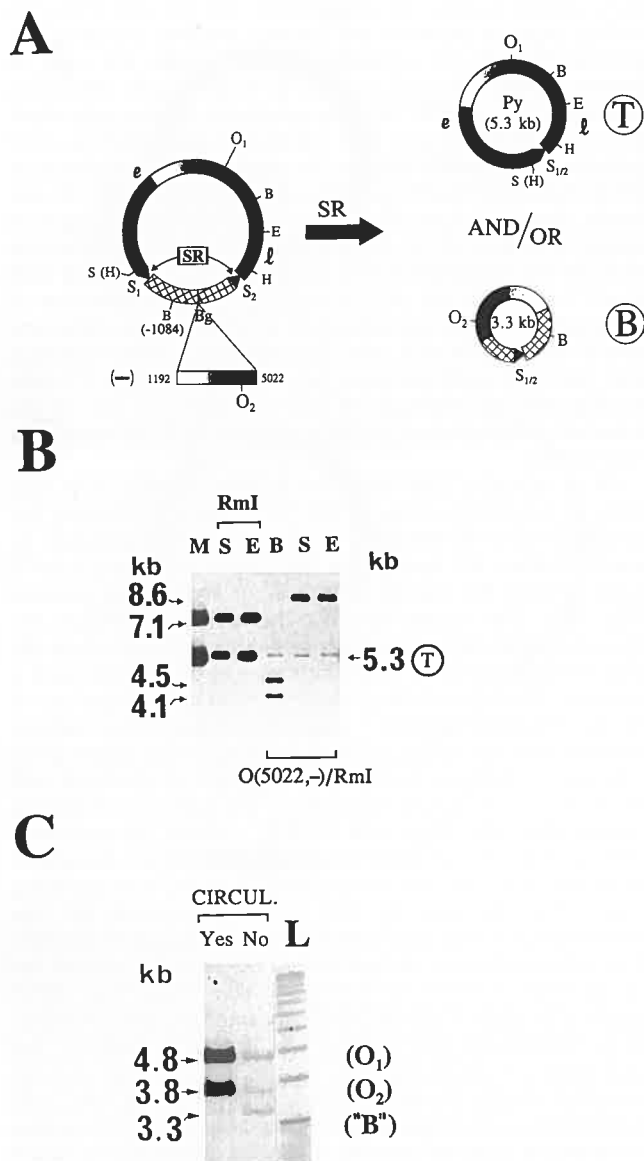 A
O1
B
E
H
ℓ
e
S (H)
S1
SR
S2
B
(-1084)
Bg
(—) 1192 5022
O2
SR
O1
B
E
Py
(5.3 kb)
e
ℓ
H
S1/2
S (H)
T
AND/OR
O2
3.3 kb
B
S1/2
B
B
RmI
M S E B S E
kb
kb
8.6
7.1
5.3 T
4.5
4.1
O(5022,-)/RmI
C
CIRCUL.
Yes No L
kb
4.8 (O1)
3.8 (O2)
3.3 ("B")